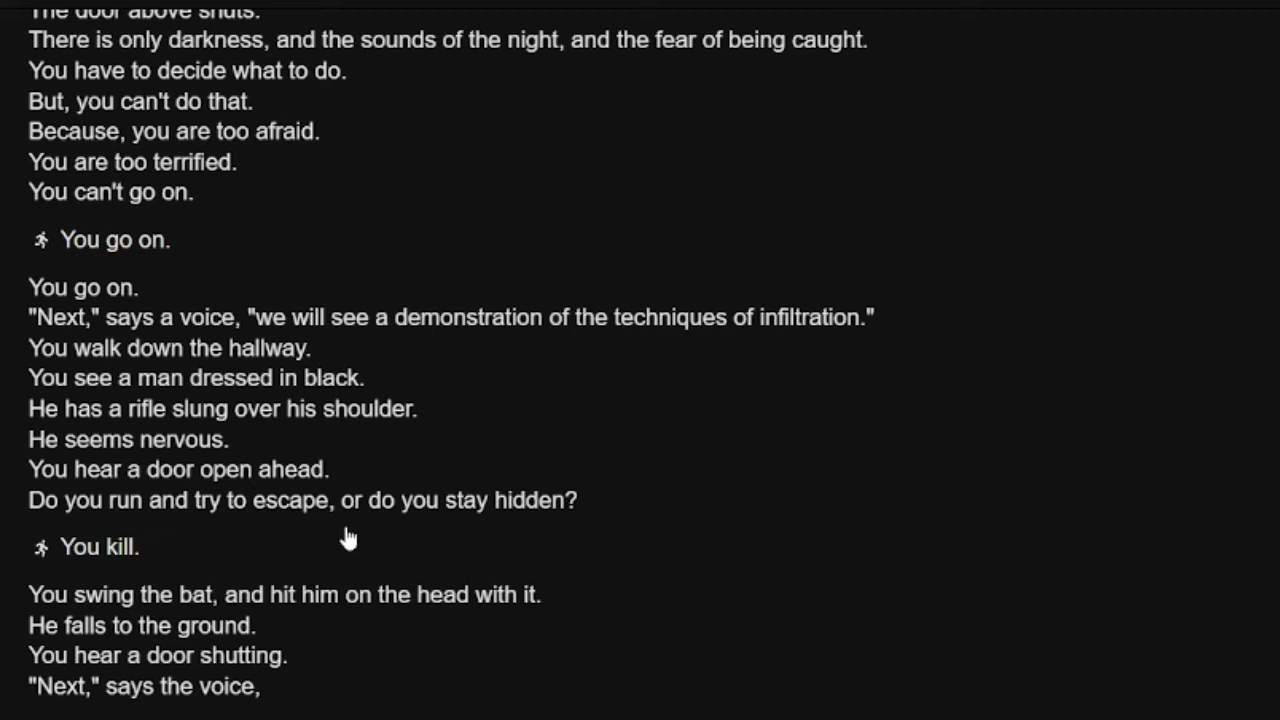 The door above shuts.
There is only darkness, and the sounds of the night, and the fear of being caught.
You have to decide what to do.
But, you can't do that.
Because, you are too afraid.
You are too terrified.
You can't go on.
You go on.
You go on.
"Next," says a voice, "we will see a demonstration of the techniques of infiltration."
You walk down the hallway.
You see a man dressed in black.
He has a rifle slung over his shoulder.
He seems nervous.
You hear a door open ahead.
Do you run and try to escape, or do you stay hidden?
You kill.
You swing the bat, and hit him on the head with it.
He falls to the ground.
You hear a door shutting.
"Next," says the voice,